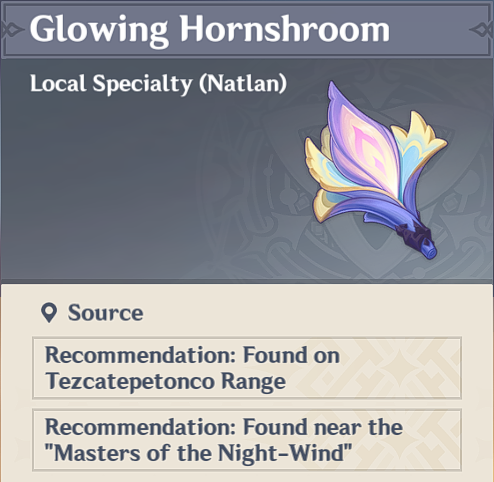 Glowing Hornshroom
Local Specialty (Natlan)
Source
Recommendation: Found on
Tezcatepetonco Range
Recommendation: Found near the
"Masters of the Night-Wind"